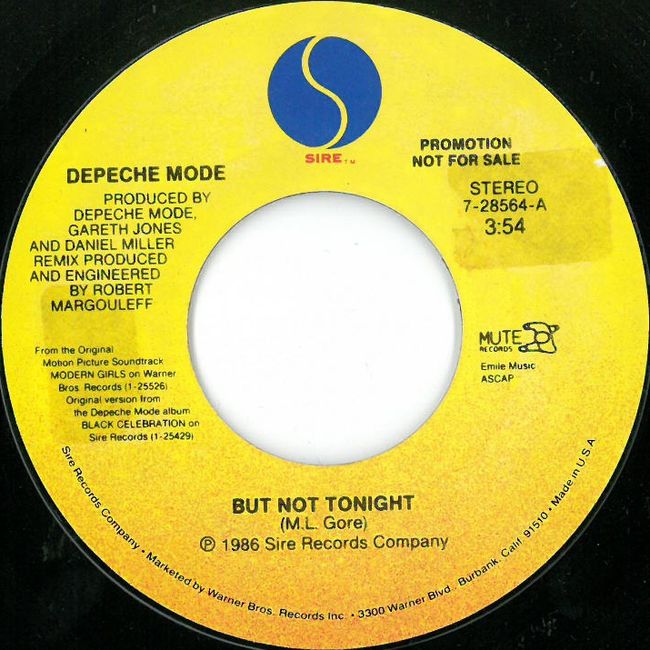 SIRE TM
PROMOTION
NOT FOR SALE
DEPECHE MODE
STEREO
7-28564-A
3:54
PRODUCED BY
DEPECHE MODE,
GARETH JONES
AND DANIEL MILLER
REMIX PRODUCED
AND ENGINEERED
BY ROBERT
MARGOULEFF
MUTE
RECORDS
Emile Music
ASCAP
From the Original
Motion Picture Soundtrack
MODERN GIRLS on Warner
Bros. Records (1-25526)
Original version from
the Depeche Mode album
BLACK CELEBRATION on
Sire Records (1-25429)
BUT NOT TONIGHT
(M.L. Gore)
℗ 1986 Sire Records Company
Sire Records Company • Marketed by Warner Bros. Records Inc. • 3300 Warner Blvd., Burbank, Calif. 91510 • Made in U.S.A.